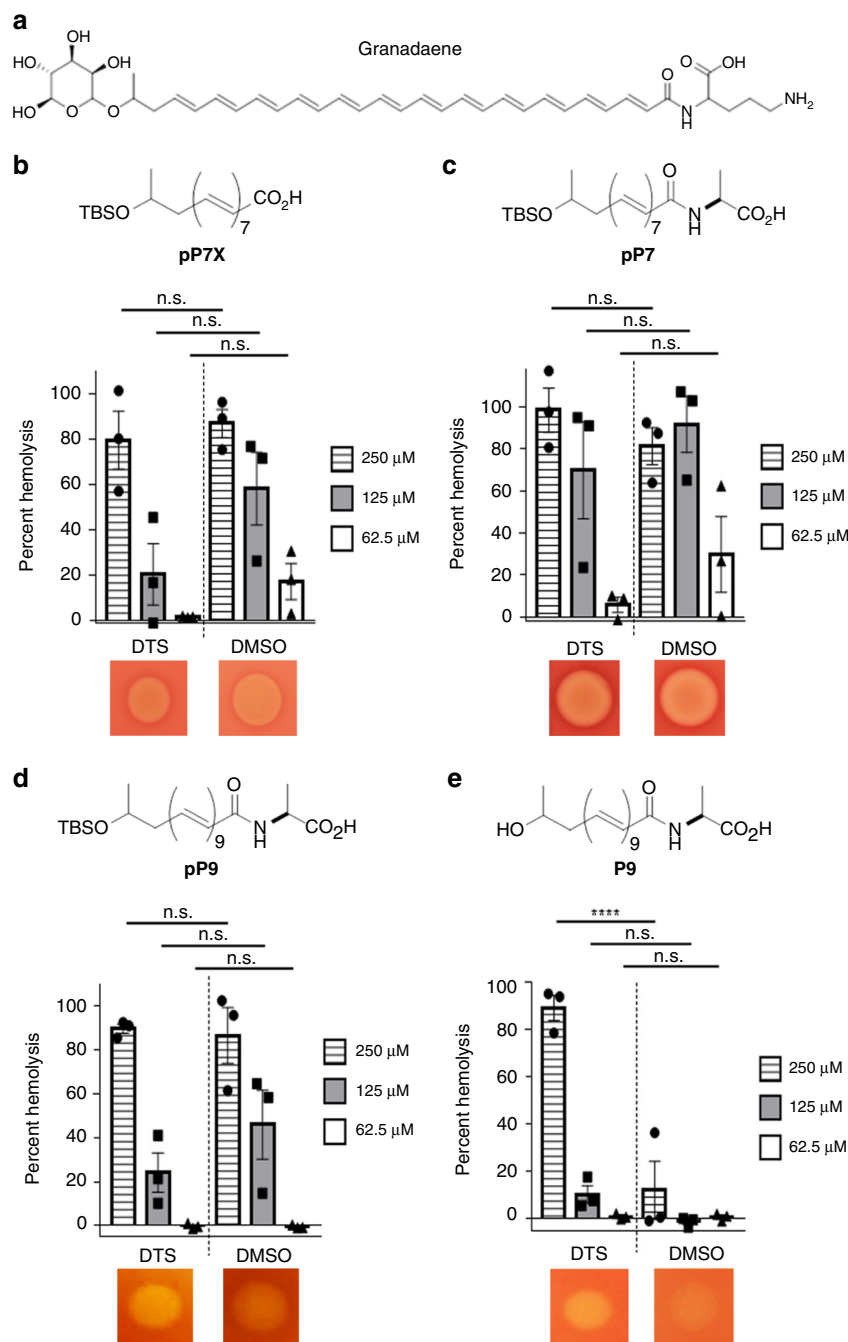 a
Granadaene
OH
HO
OH
HO
O
O
O
N
H
O
OH
NH2
b
TBSO
7
CO2H
pP7X
n.s.
n.s.
n.s.
Percent hemolysis
100
80
60
40
20
0
250 μM
125 μM
62.5 μM
DTS
DMSO
c
TBSO
7
O
N
H
CO2H
pP7
n.s.
n.s.
n.s.
Percent hemolysis
100
80
60
40
20
0
250 μM
125 μM
62.5 μM
DTS
DMSO
d
TBSO
9
O
N
H
CO2H
pP9
n.s.
n.s.
n.s.
Percent hemolysis
100
80
60
40
20
0
250 μM
125 μM
62.5 μM
DTS
DMSO
e
HO
9
O
N
H
CO2H
P9
****
n.s.
n.s.
Percent hemolysis
100
80
60
40
20
0
250 μM
125 μM
62.5 μM
DTS
DMSO